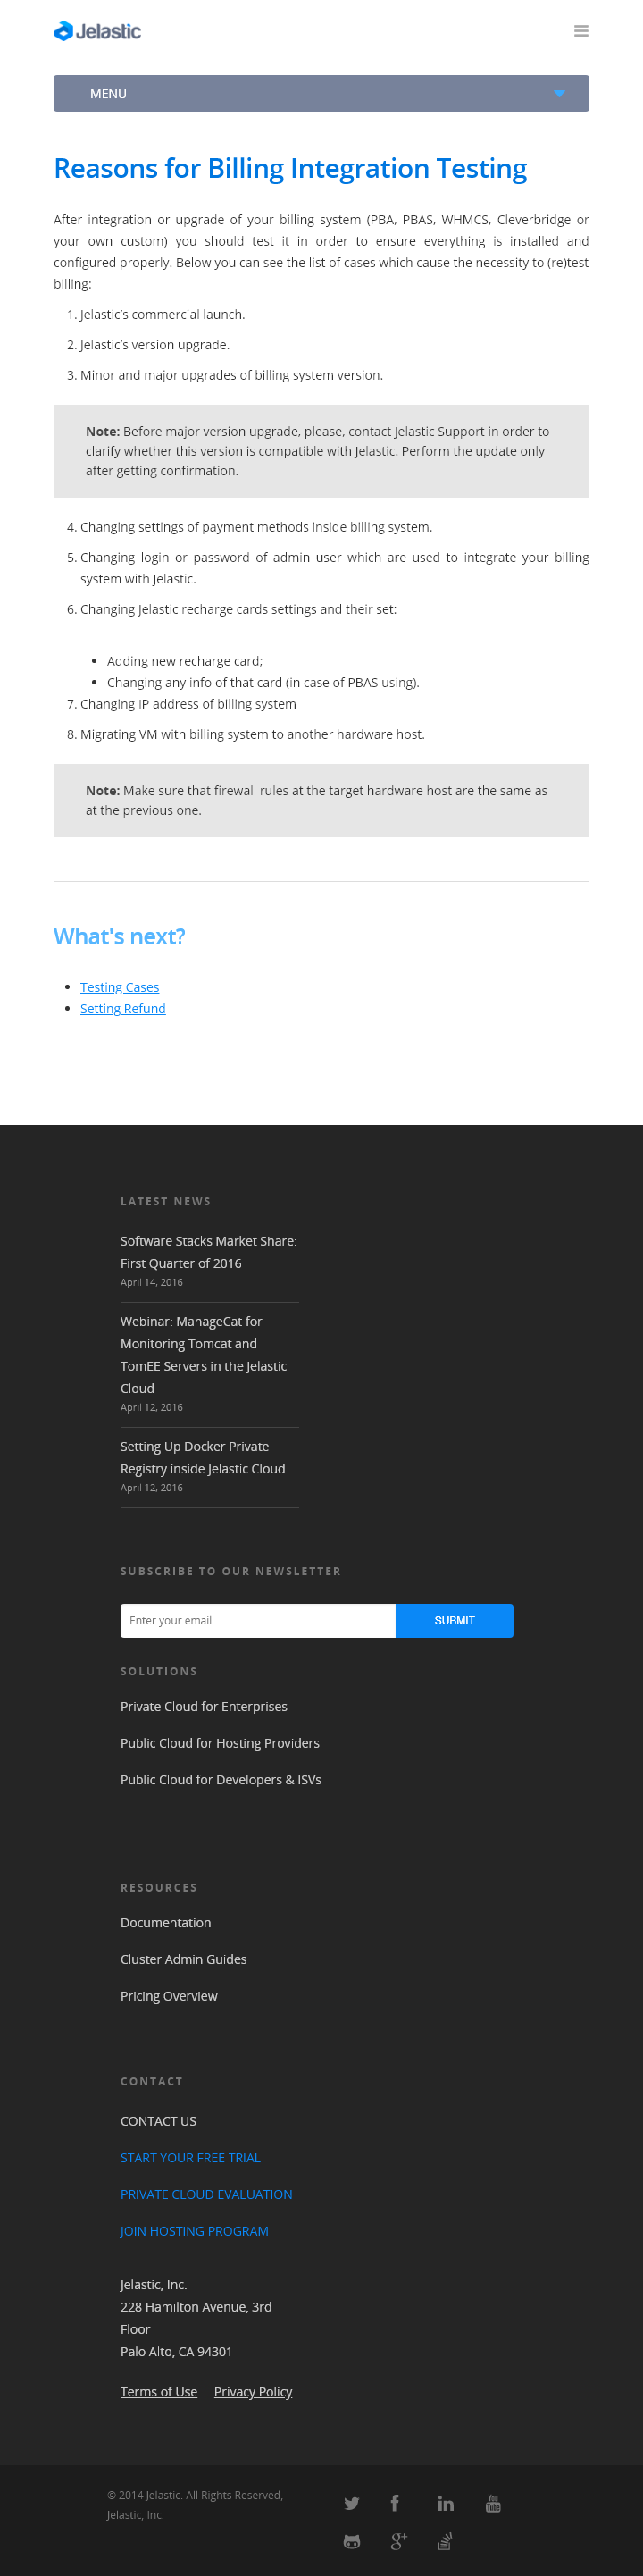 Jelastic
MENU
Reasons for Billing Integration Testing
After integration or upgrade of your billing system (PBA, PBAS, WHMCS, Cleverbridge or
your own custom) you should test it in order to ensure everything is installed and
configured properly. Below you can see the list of cases which cause the necessity to (re)test
billing:
1. Jelastic’s commercial launch.
2. Jelastic’s version upgrade.
3. Minor and major upgrades of billing system version.
Note: Before major version upgrade, please, contact Jelastic Support in order to
clarify whether this version is compatible with Jelastic. Perform the update only
after getting confirmation.
4. Changing settings of payment methods inside billing system.
5. Changing login or password of admin user which are used to integrate your billing
system with Jelastic.
6. Changing Jelastic recharge cards settings and their set:
• Adding new recharge card;
• Changing any info of that card (in case of PBAS using).
7. Changing IP address of billing system
8. Migrating VM with billing system to another hardware host.
Note: Make sure that firewall rules at the target hardware host are the same as
at the previous one.
What's next?
• Testing Cases
• Setting Refund
LATEST NEWS
Software Stacks Market Share:
First Quarter of 2016
April 14, 2016
Webinar: ManageCat for
Monitoring Tomcat and
TomEE Servers in the Jelastic
Cloud
April 12, 2016
Setting Up Docker Private
Registry inside Jelastic Cloud
April 12, 2016
SUBSCRIBE TO OUR NEWSLETTER
Enter your email SUBMIT
SOLUTIONS
Private Cloud for Enterprises
Public Cloud for Hosting Providers
Public Cloud for Developers & ISVs
RESOURCES
Documentation
Cluster Admin Guides
Pricing Overview
CONTACT
CONTACT US
START YOUR FREE TRIAL
PRIVATE CLOUD EVALUATION
JOIN HOSTING PROGRAM
Jelastic, Inc.
228 Hamilton Avenue, 3rd
Floor
Palo Alto, CA 94301
Terms of Use Privacy Policy
© 2014 Jelastic. All Rights Reserved,
Jelastic, Inc.